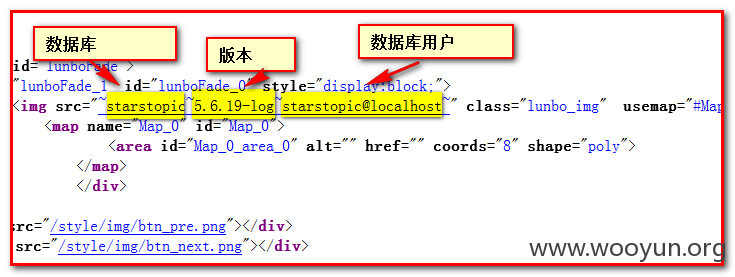 数据库
版本
数据库用户
id="lunboFade">
"lunboFade_1" id="lunboFade_0" style="display:block;">
<img src="~starstopic~5.6.19-log~starstopic@localhost~" class="lunbo_img" usemap="#Map
<map name="Map_0" id="Map_0">
<area id="Map_0_area_0" alt="" href="" coords="8" shape="poly">
</map>
</div>
src="/style/img/btn_pre.png"></div>
src="/style/img/btn_next.png"></div>
www.wooyun.org